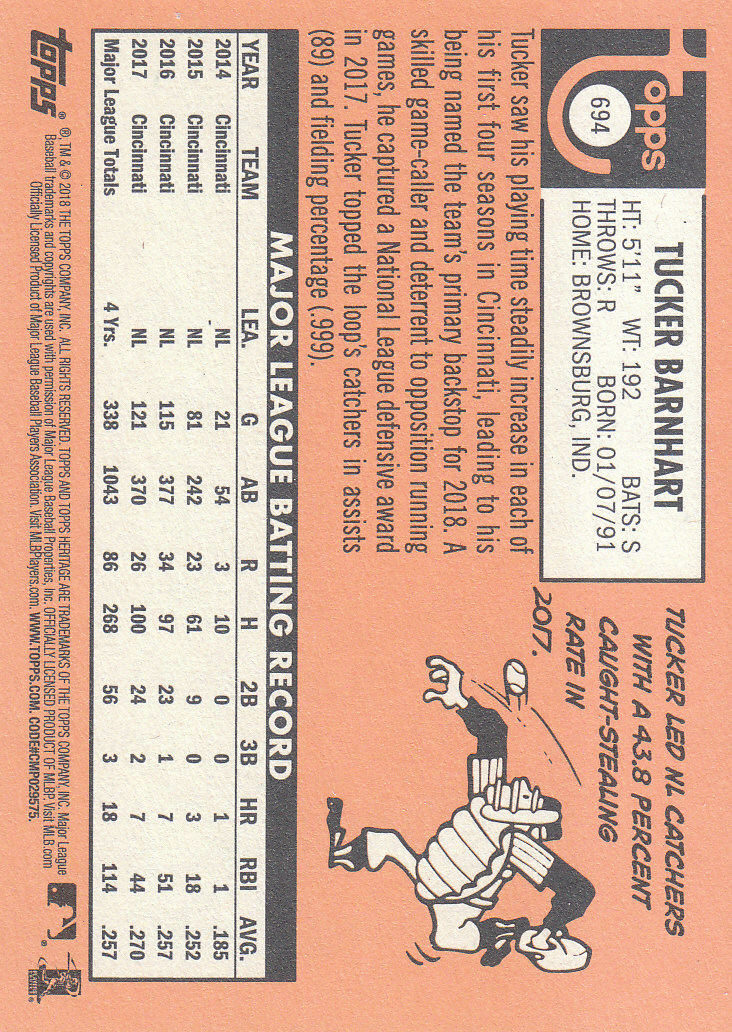 topps
694
TUCKER BARNHART
HT: 5'11" WT: 192 BATS: S
THROWS: R BORN: 01/07/91
HOME: BROWNSBURG, IND.
Tucker saw his playing time steadily increase in each of
his first four seasons in Cincinnati, leading to his
being named the team's primary backstop for 2018. A
skilled game-caller and deterrent to opposition running
games, he captured a National League defensive award
in 2017. Tucker topped the loop's catchers in assists
(89) and fielding percentage (.999).
TUCKER LED NL CATCHERS
WITH A 43.8 PERCENT
CAUGHT-STEALING
RATE IN
2017.
MAJOR LEAGUE BATTING RECORD
YEAR TEAM LEA. G AB R H 2B 3B HR RBI AVG.
2014 Cincinnati NL 21 54 3 10 0 0 1 1 .185
2015 Cincinnati NL 81 242 23 61 9 0 3 18 .252
2016 Cincinnati NL 115 377 34 97 23 1 7 51 .257
2017 Cincinnati NL 121 370 26 100 24 2 7 44 .270
Major League Totals 4 Yrs. 338 1043 86 268 56 3 18 114 .257
topps®
®, TM & © 2018 THE TOPPS COMPANY, INC. ALL RIGHTS RESERVED. TOPPS AND TOPPS HERITAGE ARE TRADEMARKS OF THE TOPPS COMPANY, INC. Major League
Baseball trademarks and copyrights are used with permission of Major League Baseball Properties, Inc. OFFICIALLY LICENSED PRODUCT OF MLBP. Visit MLB.com
Officially Licensed Product of Major League Baseball Players Association. Visit MLBPlayers.com. WWW.TOPPS.COM. CODE#CMP029575.